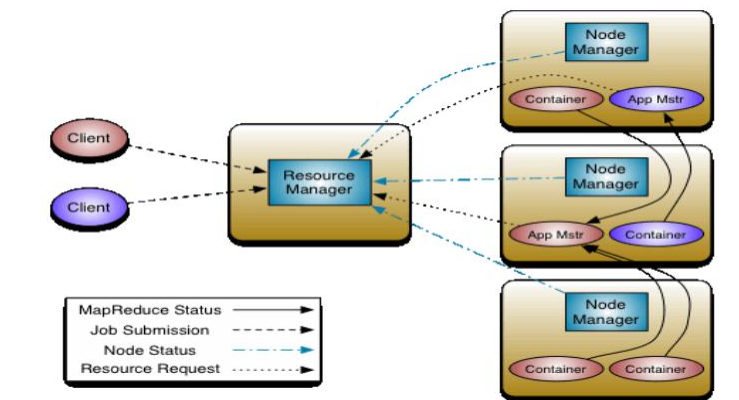 Client
Client
Resource
Manager
Node
Manager
Container
App Mstr
Node
Manager
App Mstr
Container
Node
Manager
Container
Container
MapReduce Status
Job Submission
Node Status
Resource Request